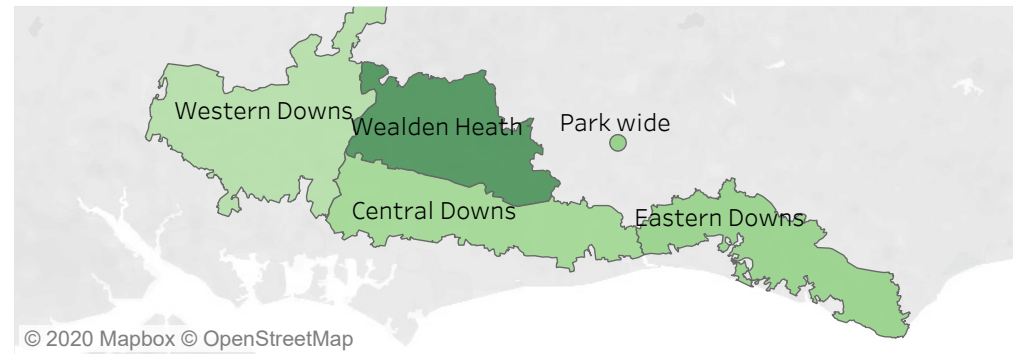 Western Downs
Wealden Heath
Park wide
Central Downs
Eastern Downs
© 2020 Mapbox © OpenStreetMap